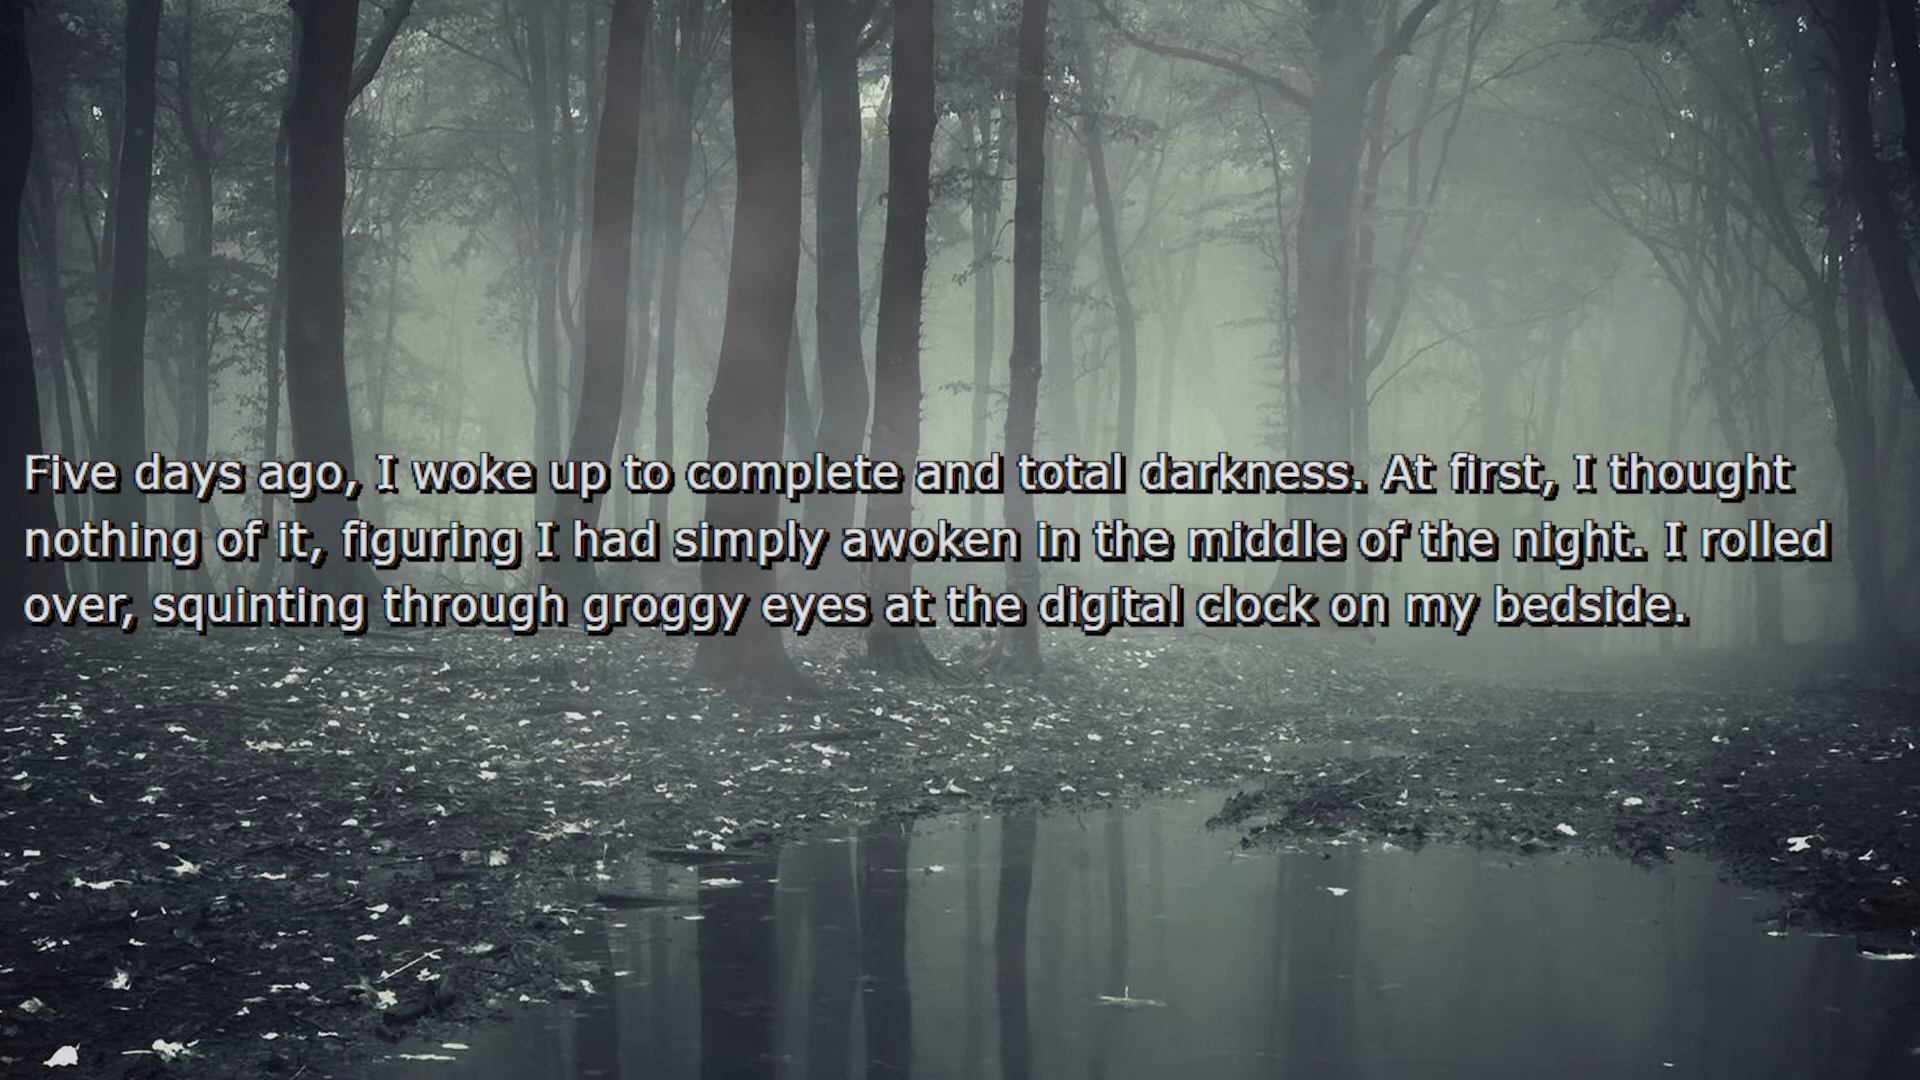 Five days ago, I woke up to complete and total darkness. At first, I thought
nothing of it, figuring I had simply awoken in the middle of the night. I rolled
over, squinting through groggy eyes at the digital clock on my bedside.